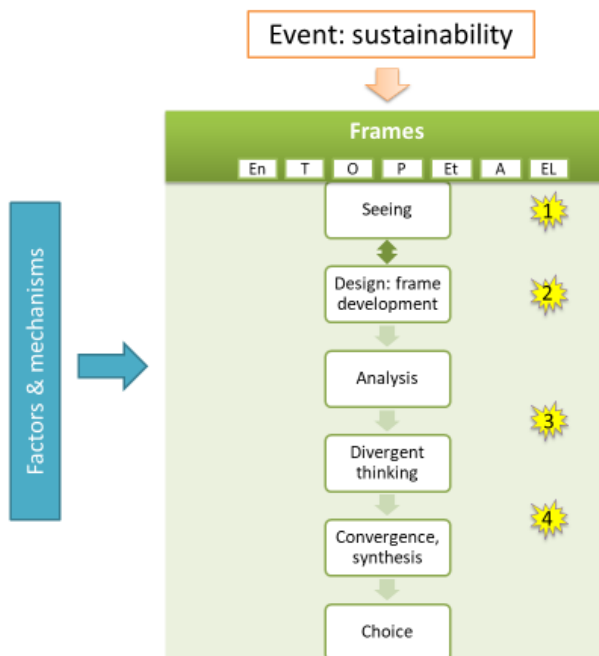 Event: sustainability
Frames
En T O P Et A EL
Seeing
1
Design: frame
development
2
Analysis
3
Divergent
thinking
4
Convergence,
synthesis
Choice
Factors & mechanisms